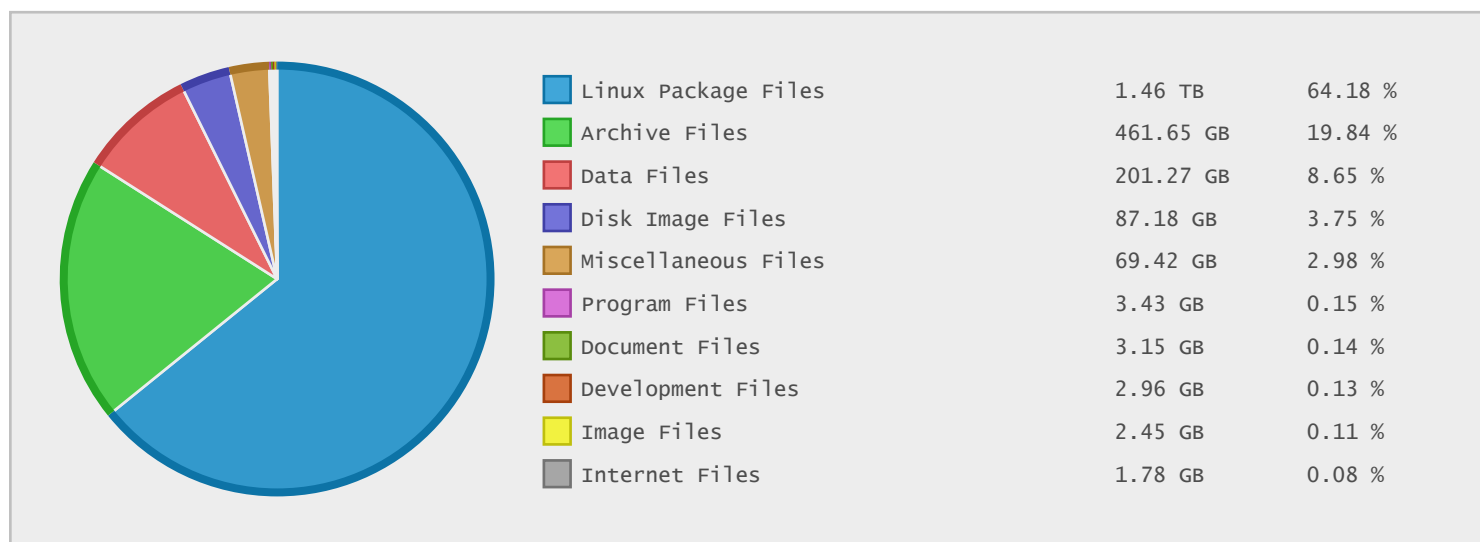 Linux Package Files 1.46 TB 64.18 %
Archive Files 461.65 GB 19.84 %
Data Files 201.27 GB 8.65 %
Disk Image Files 87.18 GB 3.75 %
Miscellaneous Files 69.42 GB 2.98 %
Program Files 3.43 GB 0.15 %
Document Files 3.15 GB 0.14 %
Development Files 2.96 GB 0.13 %
Image Files 2.45 GB 0.11 %
Internet Files 1.78 GB 0.08 %